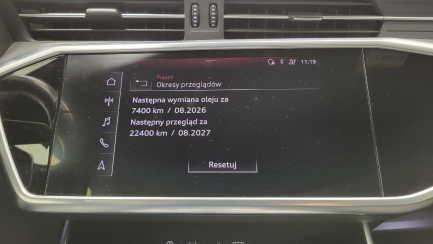 11:19
Pojazd
Okresy przeglądów
Następna wymiana oleju za
7400 km / 08.2026
Następny przegląd za
22400 km / 08.2027
Resetuj